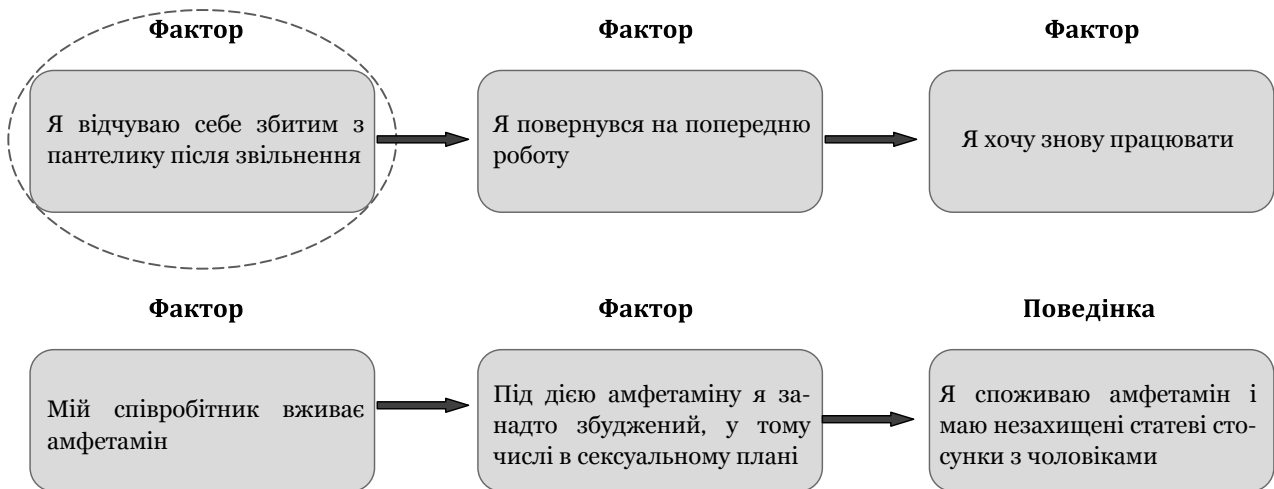 Фактор
Фактор
Фактор
Я відчуваю себе збитим з
пантелику після звільнення
Я повернувся на попередню
роботу
Я хочу знову працювати
Фактор
Фактор
Поведінка
Мій співробітник вживає
амфетамін
Під дією амфетаміну я за-
надто збуджений, у тому
числі в сексуальному плані
Я споживаю амфетамін і
маю незахищені статеві сто-
сунки з чоловіками